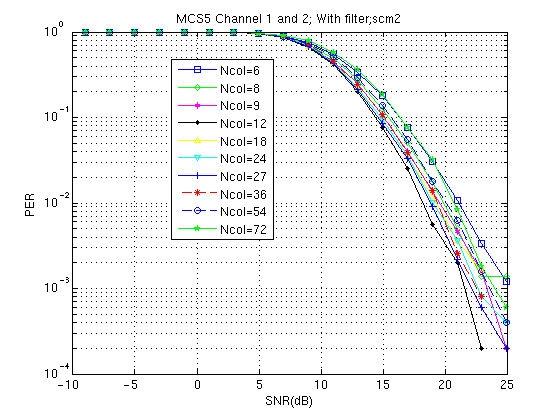 MCS5 Channel 1 and 2; With filter;scm2
10^0
10^-1
10^-2
10^-3
10^-4
PER
Ncol=6
Ncol=8
Ncol=9
Ncol=12
Ncol=18
Ncol=24
Ncol=27
Ncol=36
Ncol=54
Ncol=72
-10 -5 0 5 10 15 20 25
SNR(dB)